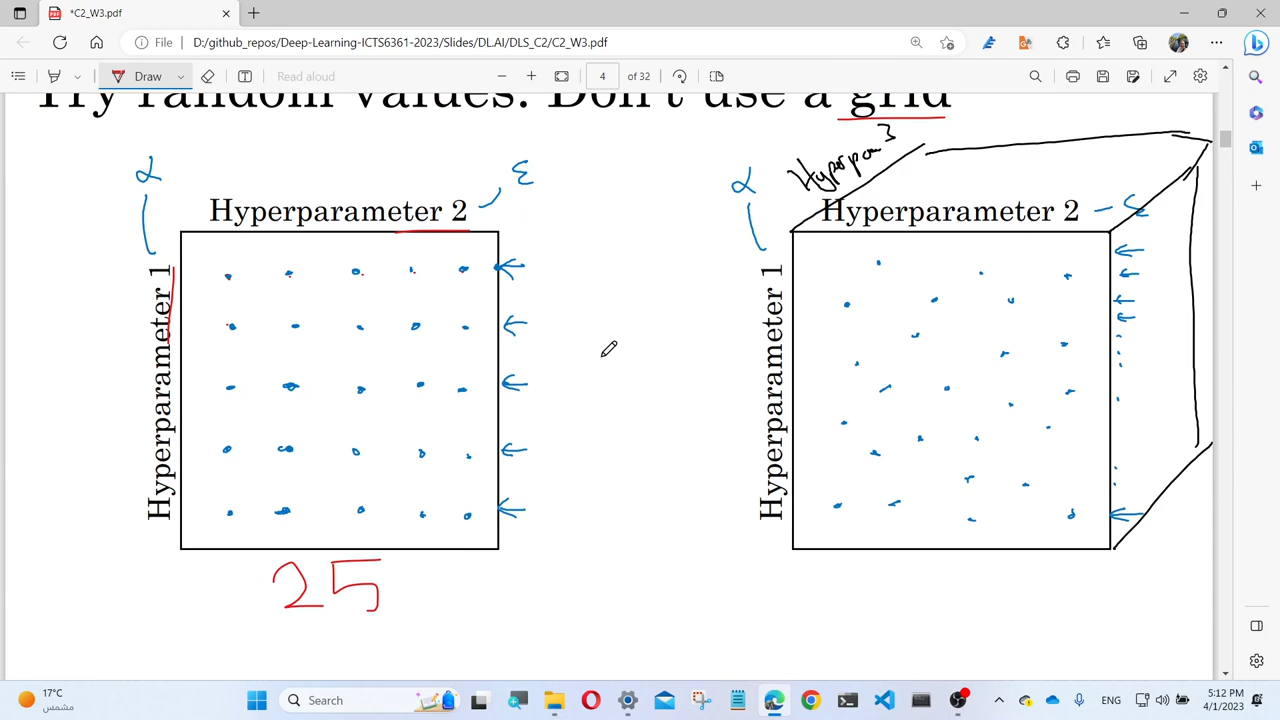 *C2_W3.pdf
File D:/github_repos/Deep-Learning-ICTS6361-2023/Slides/DL.AI/DLS_C2/C2_W3.pdf
Draw Read aloud 4 of 32
Try random values: Don't use a grid
α
Hyperparameter 2 ε
Hyperparameter 1
25
Hyperpam 3
α
Hyperparameter 2 ε
Hyperparameter 1
17°C
مشمس
Search
ENG
5:12 PM
4/1/2023